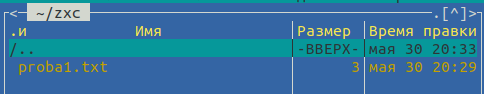 <- ~/zxc .[^]>
.и Имя Размер Время правки
/.. -ВВЕРХ- мая 30 20:33
proba1.txt 3 мая 30 20:29